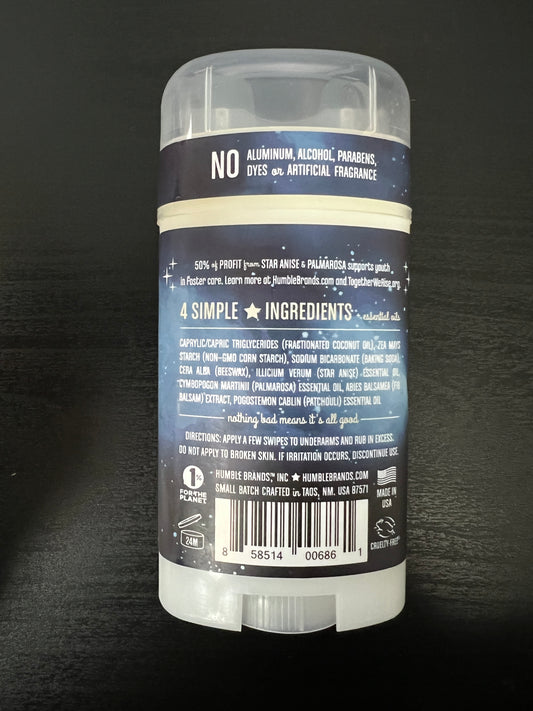 NO ALUMINUM, ALCOHOL, PARABENS,
DYES or ARTIFICIAL FRAGRANCE
50% of PROFIT from STAR ANISE & PALMAROSA supports youth
in Foster care. Learn more at HumbleBrands.com and TogetherWeRise.org.
4 SIMPLE ★ INGREDIENTS essential oils
CAPRYLIC/CAPRIC TRIGLYCERIDES (FRACTIONATED COCONUT OIL), ZEA MAYS
STARCH (NON-GMO CORN STARCH), SODIUM BICARBONATE (BAKING SODA),
CERA ALBA (BEESWAX), ILLICIUM VERUM (STAR ANISE) ESSENTIAL OIL,
CYMBOPOGON MARTINII (PALMAROSA) ESSENTIAL OIL, ABIES BALSAMEA (FIR
BALSAM) EXTRACT, POGOSTEMON CABLIN (PATCHOULI) ESSENTIAL OIL
nothing bad means it's all good
DIRECTIONS: APPLY A FEW SWIPES TO UNDERARMS AND RUB IN EXCESS.
DO NOT APPLY TO BROKEN SKIN. IF IRRITATION OCCURS, DISCONTINUE USE.
1%
FOR THE
PLANET
HUMBLE BRANDS™ INC ★ HUMBLEBRANDS.COM
SMALL BATCH CRAFTED in TAOS, NM. USA 87571
MADE IN
USA
24M
8 58514 00686 1
CRUELTY-FREE